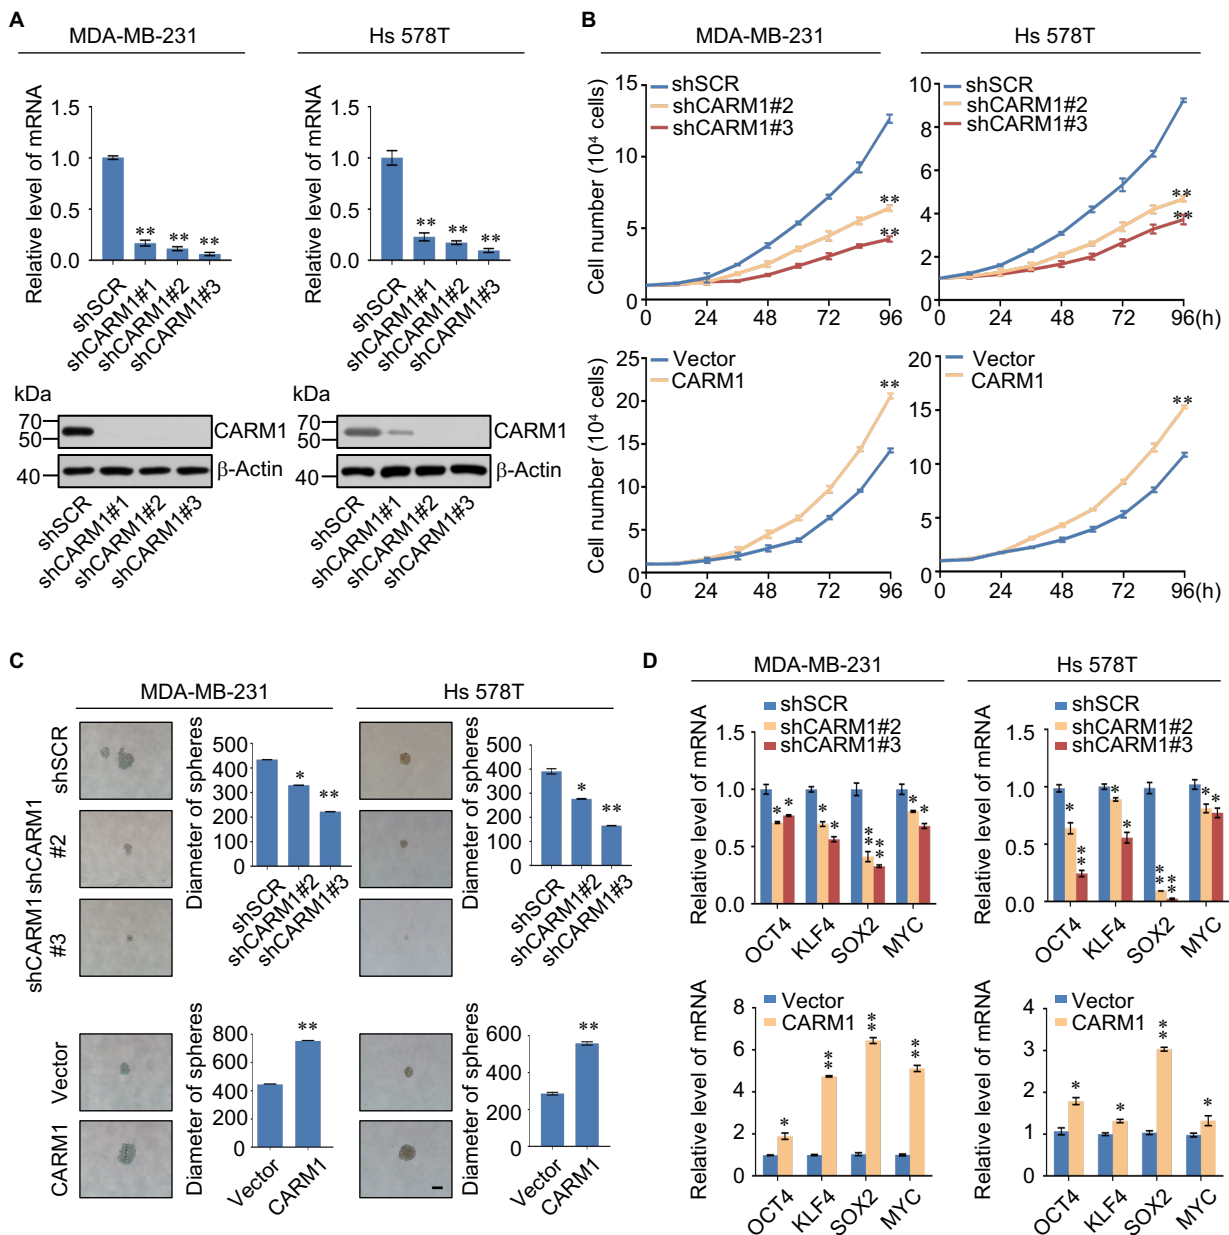 A
MDA-MB-231
Hs 578T
Relative level of mRNA
1.5
1.0
0.5
0.0
**
**
**
shSCR
shCARM1#1
shCARM1#2
shCARM1#3
Relative level of mRNA
1.5
1.0
0.5
0.0
**
**
**
shSCR
shCARM1#1
shCARM1#2
shCARM1#3
kDa
70
50
40
CARM1
β-Actin
shSCR
shCARM1#1
shCARM1#2
shCARM1#3
kDa
70
50
40
CARM1
β-Actin
shSCR
shCARM1#1
shCARM1#2
shCARM1#3
B
MDA-MB-231
Hs 578T
Cell number (10⁴ cells)
15
10
5
0
shSCR
shCARM1#2
shCARM1#3
**
**
0 24 48 72 96
10
8
6
4
2
0
shSCR
shCARM1#2
shCARM1#3
**
**
0 24 48 72 96(h)
Cell number (10⁴ cells)
25
20
15
10
5
0
Vector
CARM1
**
0 24 48 72 96
20
15
10
5
0
Vector
CARM1
**
0 24 48 72 96(h)
C
MDA-MB-231
Hs 578T
shSCR
shCARM1
#2
shCARM1
#3
Diameter of spheres
500
400
300
200
100
0
*
**
shSCR
shCARM1#2
shCARM1#3
Diameter of spheres
500
400
300
200
100
0
*
**
shSCR
shCARM1#2
shCARM1#3
Vector
CARM1
Diameter of spheres
800
600
400
200
0
**
Vector
CARM1
Diameter of spheres
600
400
200
0
**
Vector
CARM1
D
MDA-MB-231
Hs 578T
Relative level of mRNA
1.5
1.0
0.5
0.0
shSCR
shCARM1#2
shCARM1#3
* *
* *
** **
* *
OCT4
KLF4
SOX2
MYC
Relative level of mRNA
1.5
1.0
0.5
0.0
shSCR
shCARM1#2
shCARM1#3
* **
* *
** **
* *
OCT4
KLF4
SOX2
MYC
Relative level of mRNA
8
6
4
2
0
Vector
CARM1
*
**
**
**
OCT4
KLF4
SOX2
MYC
Relative level of mRNA
4
3
2
1
0
Vector
CARM1
*
*
**
*
OCT4
KLF4
SOX2
MYC